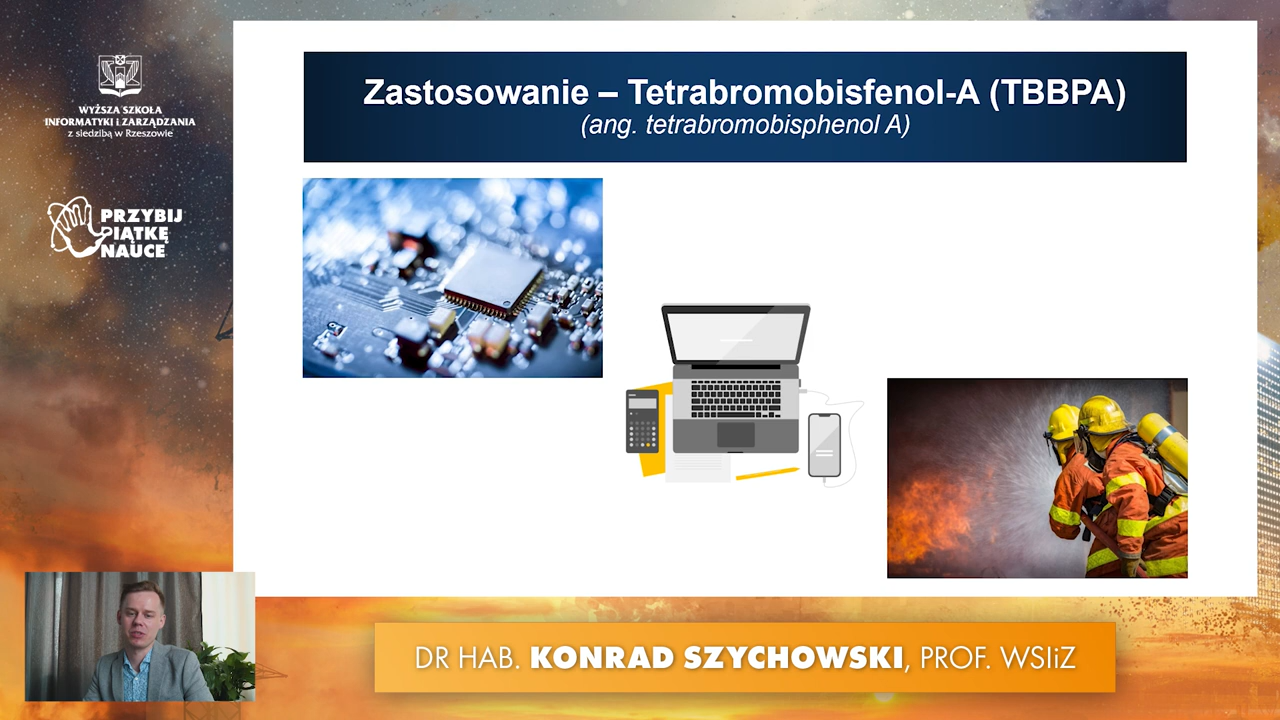 WYŻSZA SZKOŁA
INFORMATYKI i ZARZĄDZANIA
z siedzibą w Rzeszowie
PRZYBIJ
PIĄTKĘ
NAUCE
Zastosowanie – Tetrabromobisfenol-A (TBBPA)
(ang. tetrabromobisphenol A)
DR HAB. KONRAD SZYCHOWSKI, PROF. WSIiZ